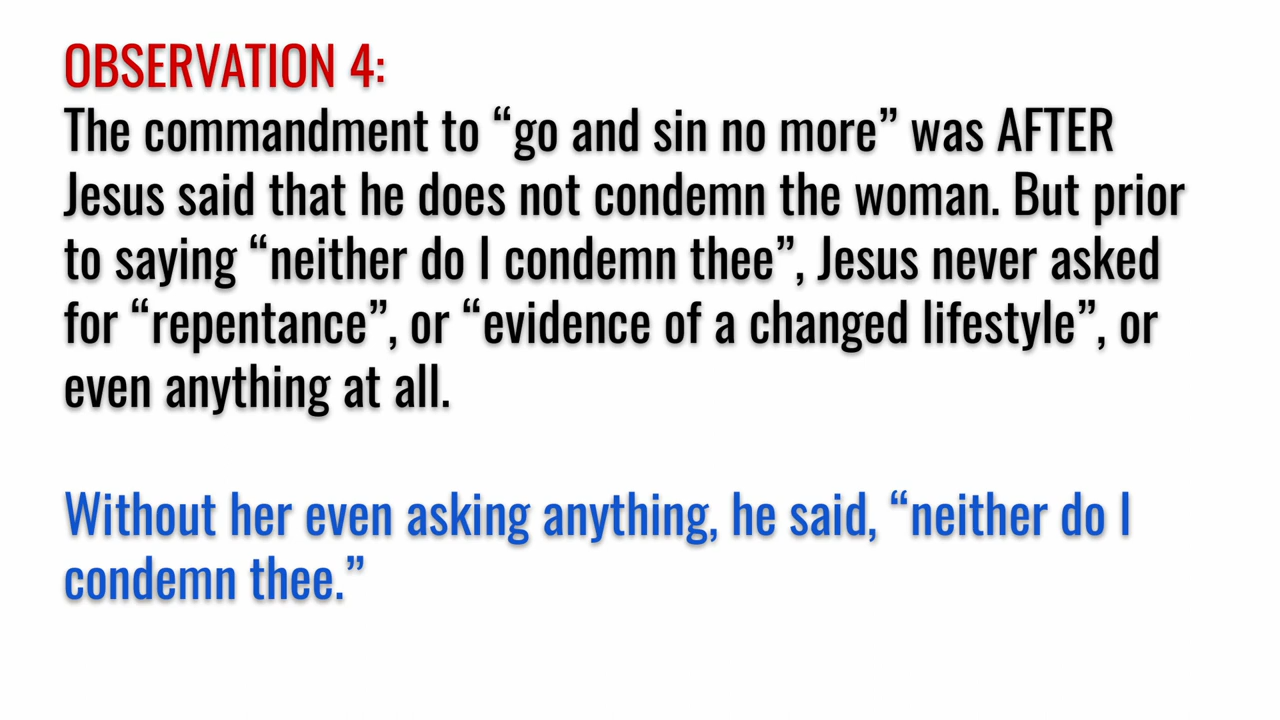 OBSERVATION 4:
The commandment to “go and sin no more” was AFTER
Jesus said that he does not condemn the woman. But prior
to saying “neither do I condemn thee”, Jesus never asked
for “repentance”, or “evidence of a changed lifestyle”, or
even anything at all.
Without her even asking anything, he said, “neither do I
condemn thee.”